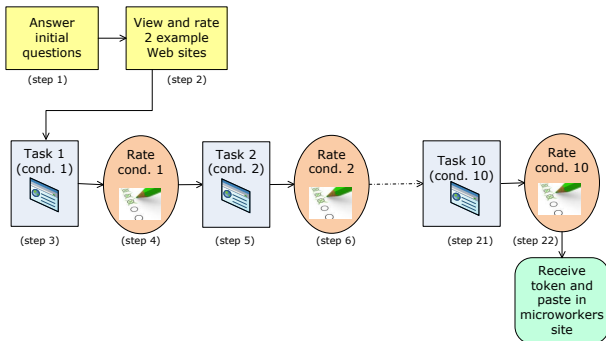 Answer
initial
questions
View and rate
2 example
Web sites
(step 1)
(step 2)
Task 1
(cond. 1)
Rate
cond. 1
Task 2
(cond. 2)
Rate
cond. 2
Task 10
(cond. 10)
Rate
cond. 10
(step 3)
(step 4)
(step 5)
(step 6)
(step 21)
(step 22)
Receive
token and
paste in
microworkers
site